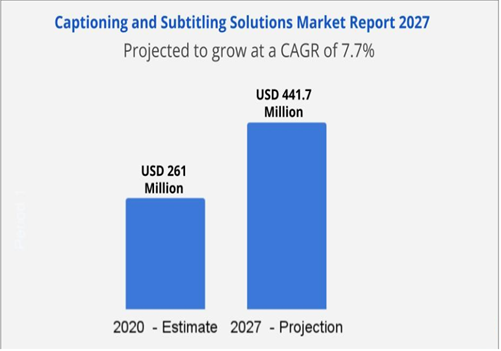 Captioning and Subtitling Solutions Market Report 2027
Projected to grow at a CAGR of 7.7%
USD 441.7
Million
USD 261
Million
2020 - Estimate 2027 - Projection